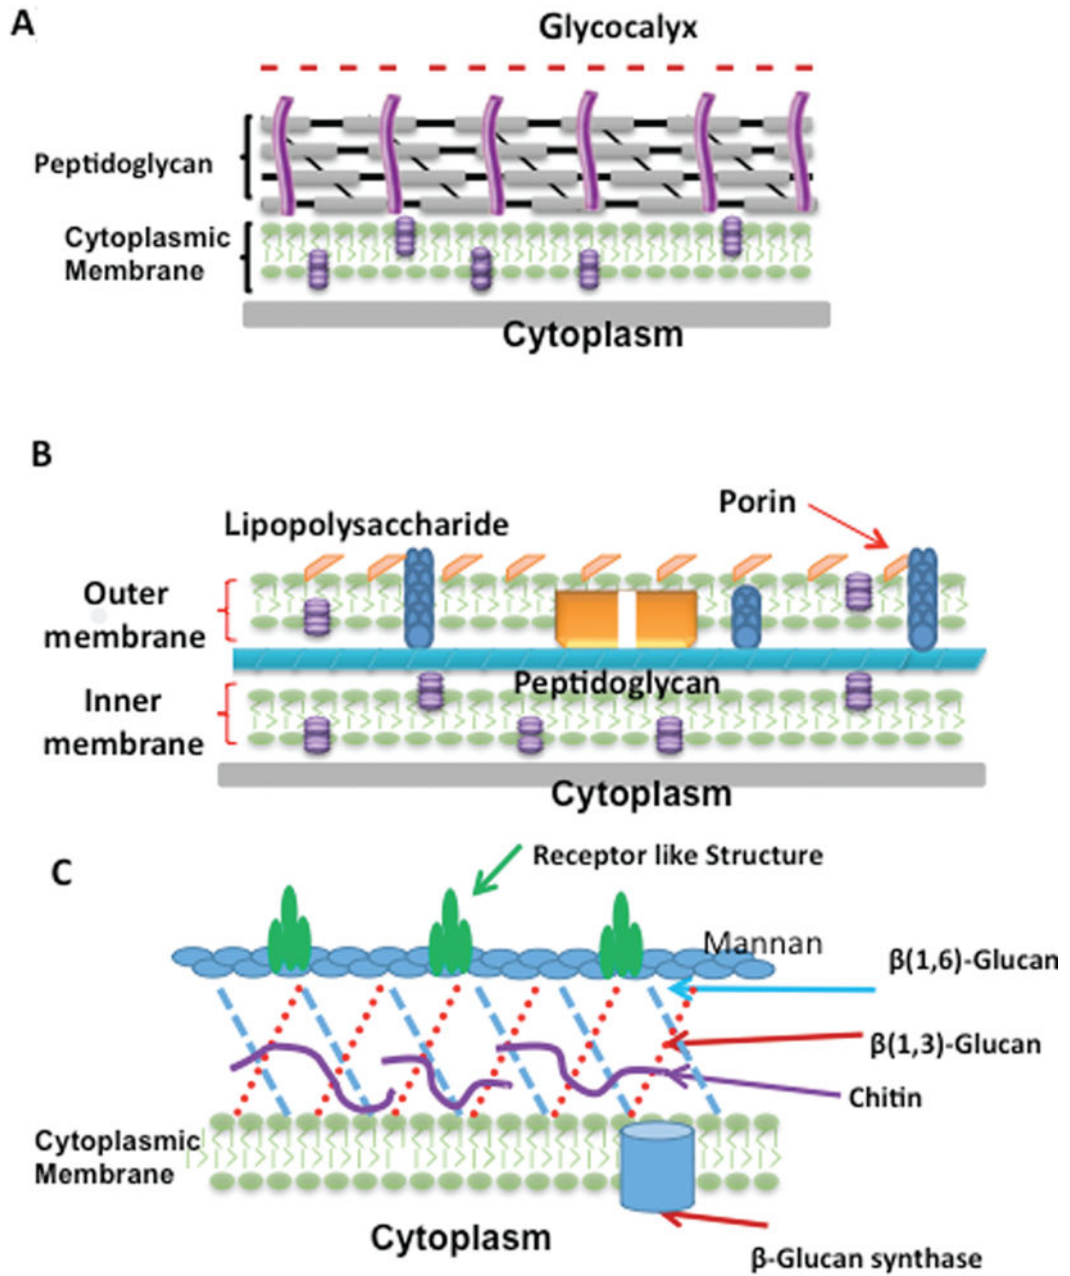 A
Glycocalyx
Peptidoglycan
Cytoplasmic
Membrane
Cytoplasm
B
Porin
Lipopolysaccharide
Outer
membrane
Peptidoglycan
Inner
membrane
Cytoplasm
C
Receptor like Structure
Mannan
β(1,6)-Glucan
β(1,3)-Glucan
Chitin
Cytoplasmic
Membrane
Cytoplasm
β-Glucan synthase